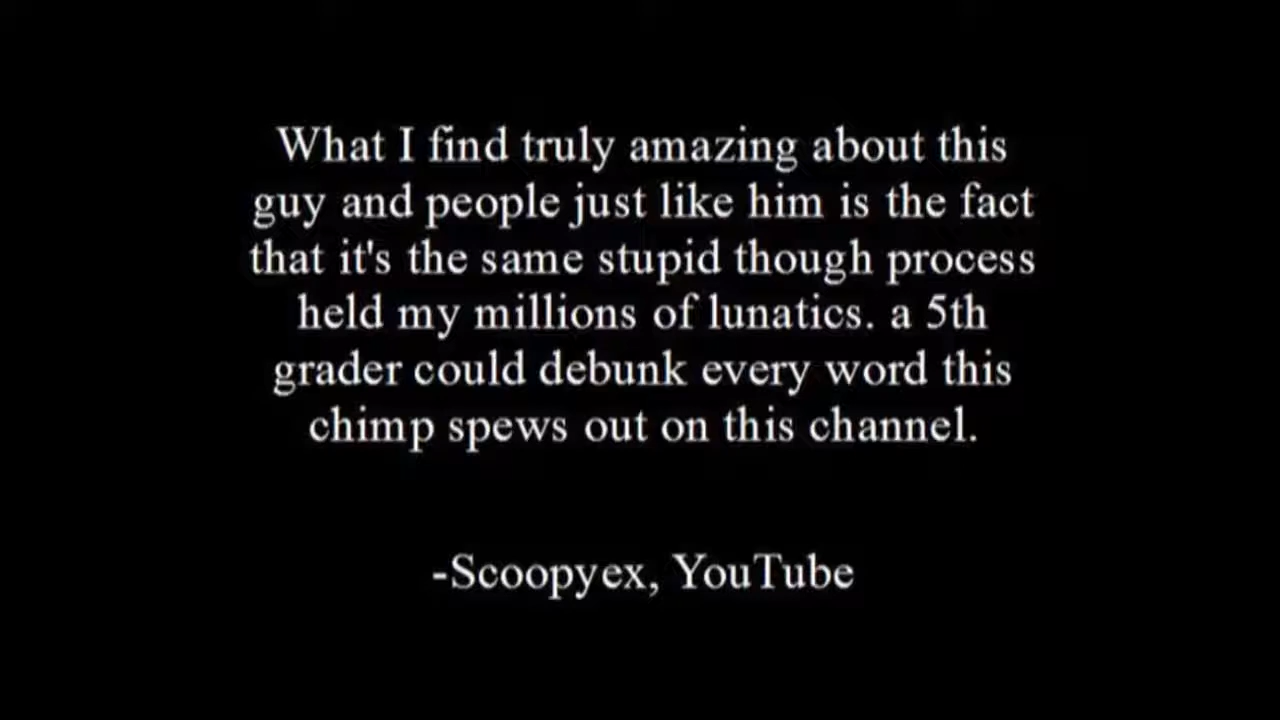 What I find truly amazing about this
guy and people just like him is the fact
that it's the same stupid though process
held my millions of lunatics. a 5th
grader could debunk every word this
chimp spews out on this channel.
-Scoopyex, YouTube